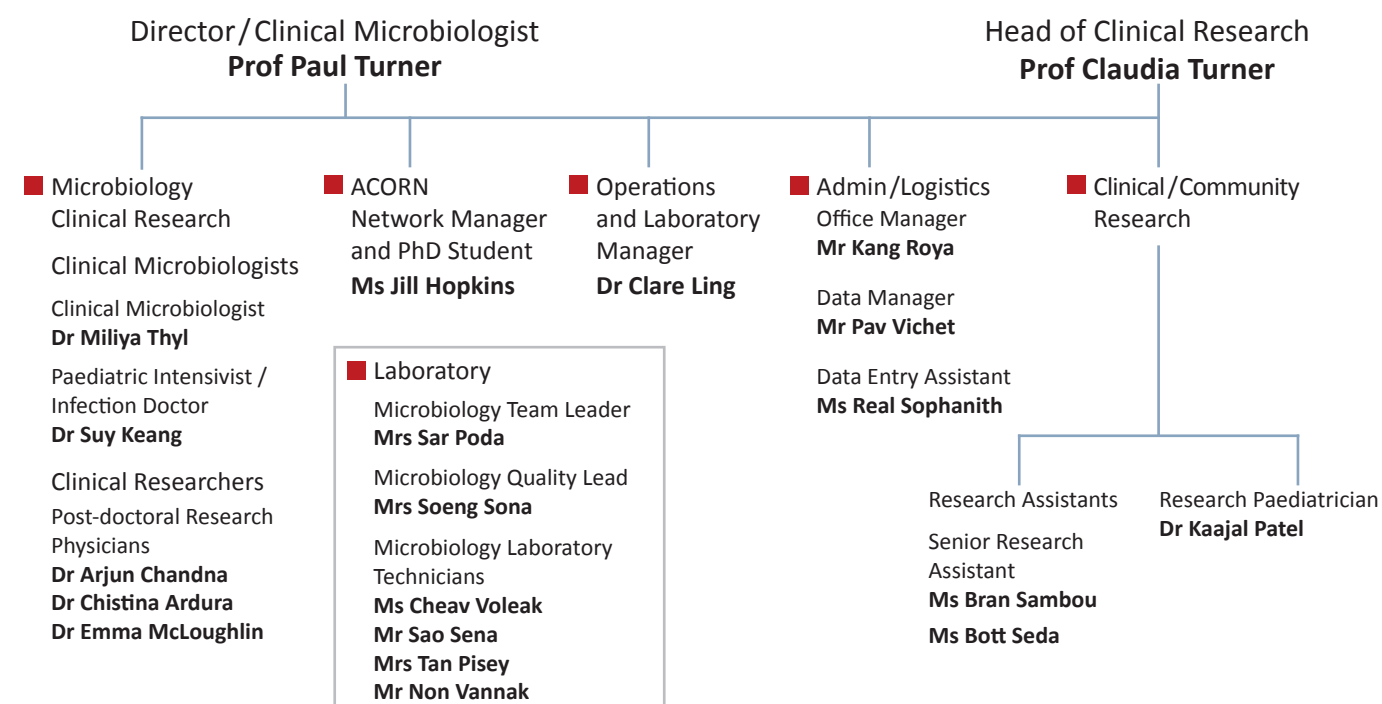 Director/Clinical Microbiologist
Prof Paul Turner
Head of Clinical Research
Prof Claudia Turner
Microbiology
Clinical Research
Clinical Microbiologists
Clinical Microbiologist
Dr Miliya Thyl
Paediatric Intensivist /
Infection Doctor
Dr Suy Keang
Clinical Researchers
Post-doctoral Research
Physicians
Dr Arjun Chandna
Dr Chistina Ardura
Dr Emma McLoughlin
ACORN
Network Manager
and PhD Student
Ms Jill Hopkins
Laboratory
Microbiology Team Leader
Mrs Sar Poda
Microbiology Quality Lead
Mrs Soeng Sona
Microbiology Laboratory
Technicians
Ms Cheav Voleak
Mr Sao Sena
Mrs Tan Pisey
Mr Non Vannak
Operations
and Laboratory
Manager
Dr Clare Ling
Admin/Logistics
Office Manager
Mr Kang Roya
Data Manager
Mr Pav Vichet
Data Entry Assistant
Ms Real Sophanith
Clinical/Community
Research
Research Assistants
Senior Research
Assistant
Ms Bran Sambou
Ms Bott Seda
Research Paediatrician
Dr Kaajal Patel